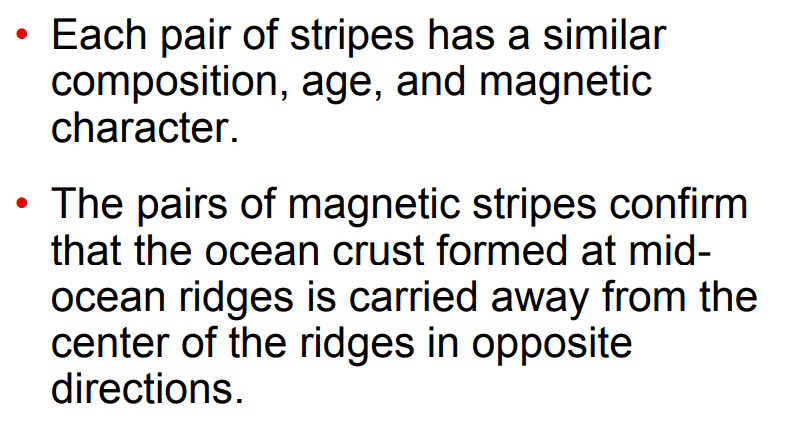 • Each pair of stripes has a similar
composition, age, and magnetic
character.
• The pairs of magnetic stripes confirm
that the ocean crust formed at mid-
ocean ridges is carried away from the
center of the ridges in opposite
directions.